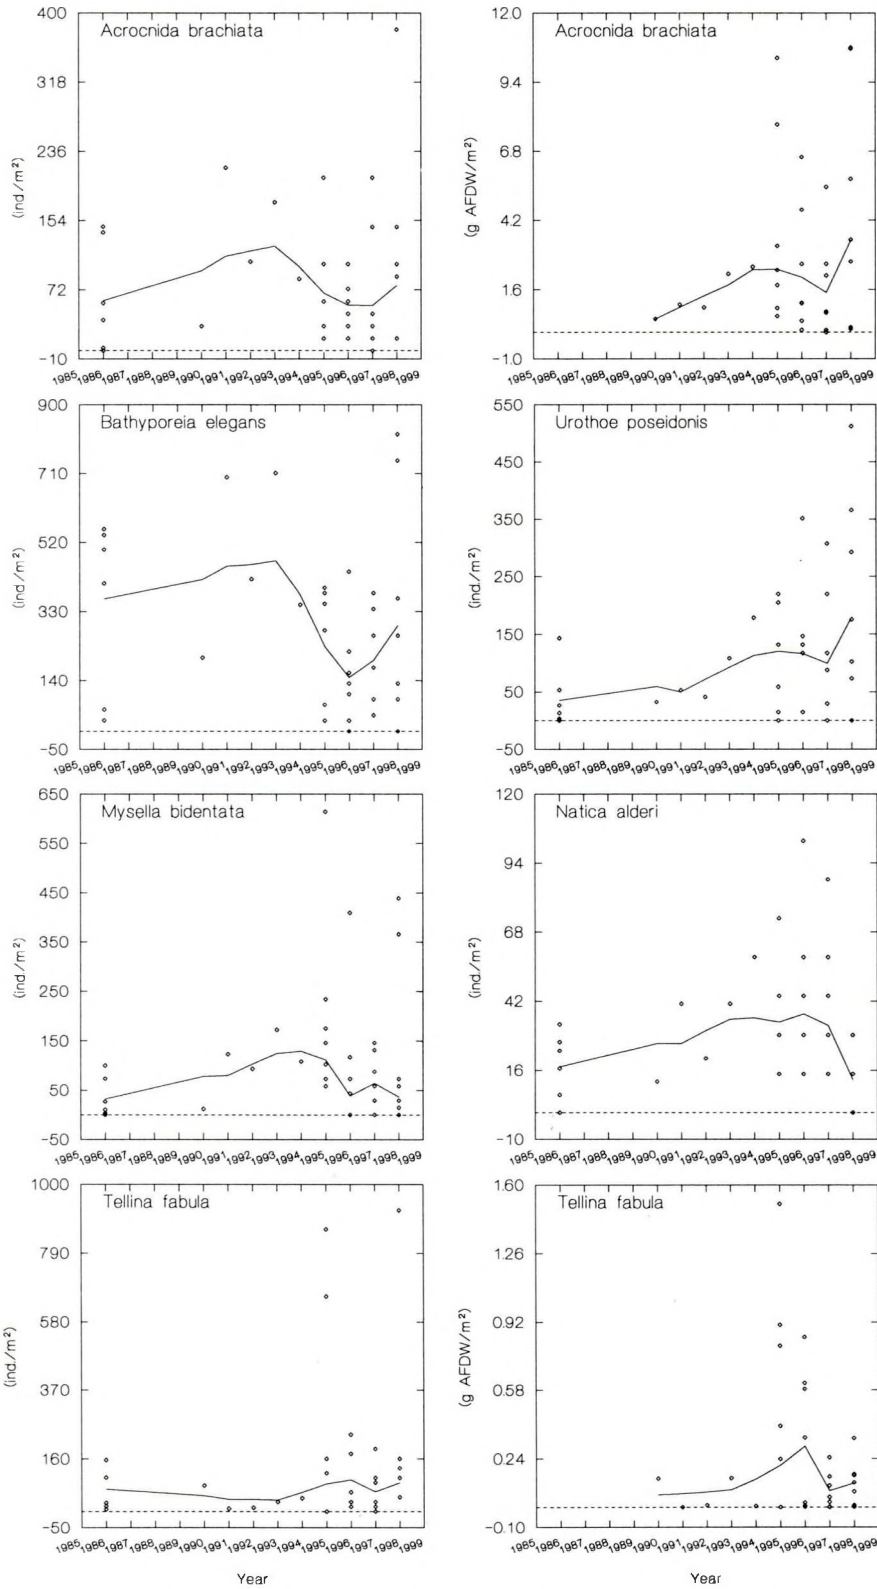 Acrocnida brachiata
400
318
236
154
72
-10
(ind./m²)
1985 1986 1987 1988 1989 1990 1991 1992 1993 1994 1995 1996 1997 1998 1999
Acrocnida brachiata
12.0
9.4
6.8
4.2
1.6
-1.0
(g AFDW/m²)
1985 1986 1987 1988 1989 1990 1991 1992 1993 1994 1995 1996 1997 1998 1999
Bathyporeia elegans
900
710
520
330
140
-50
(ind./m²)
1985 1986 1987 1988 1989 1990 1991 1992 1993 1994 1995 1996 1997 1998 1999
Urothoe poseidonis
550
450
350
250
150
50
-50
(ind./m²)
1985 1986 1987 1988 1989 1990 1991 1992 1993 1994 1995 1996 1997 1998 1999
Mysella bidentata
650
550
450
350
250
150
50
-50
(ind./m²)
1985 1986 1987 1988 1989 1990 1991 1992 1993 1994 1995 1996 1997 1998 1999
Natica alderi
120
94
68
42
16
-10
(ind./m²)
1985 1986 1987 1988 1989 1990 1991 1992 1993 1994 1995 1996 1997 1998 1999
Tellina fabula
1000
790
580
370
160
-50
(ind./m²)
1985 1986 1987 1988 1989 1990 1991 1992 1993 1994 1995 1996 1997 1998 1999
Year
Tellina fabula
1.60
1.26
0.92
0.58
0.24
-0.10
(g AFDW/m²)
1985 1986 1987 1988 1989 1990 1991 1992 1993 1994 1995 1996 1997 1998 1999
Year